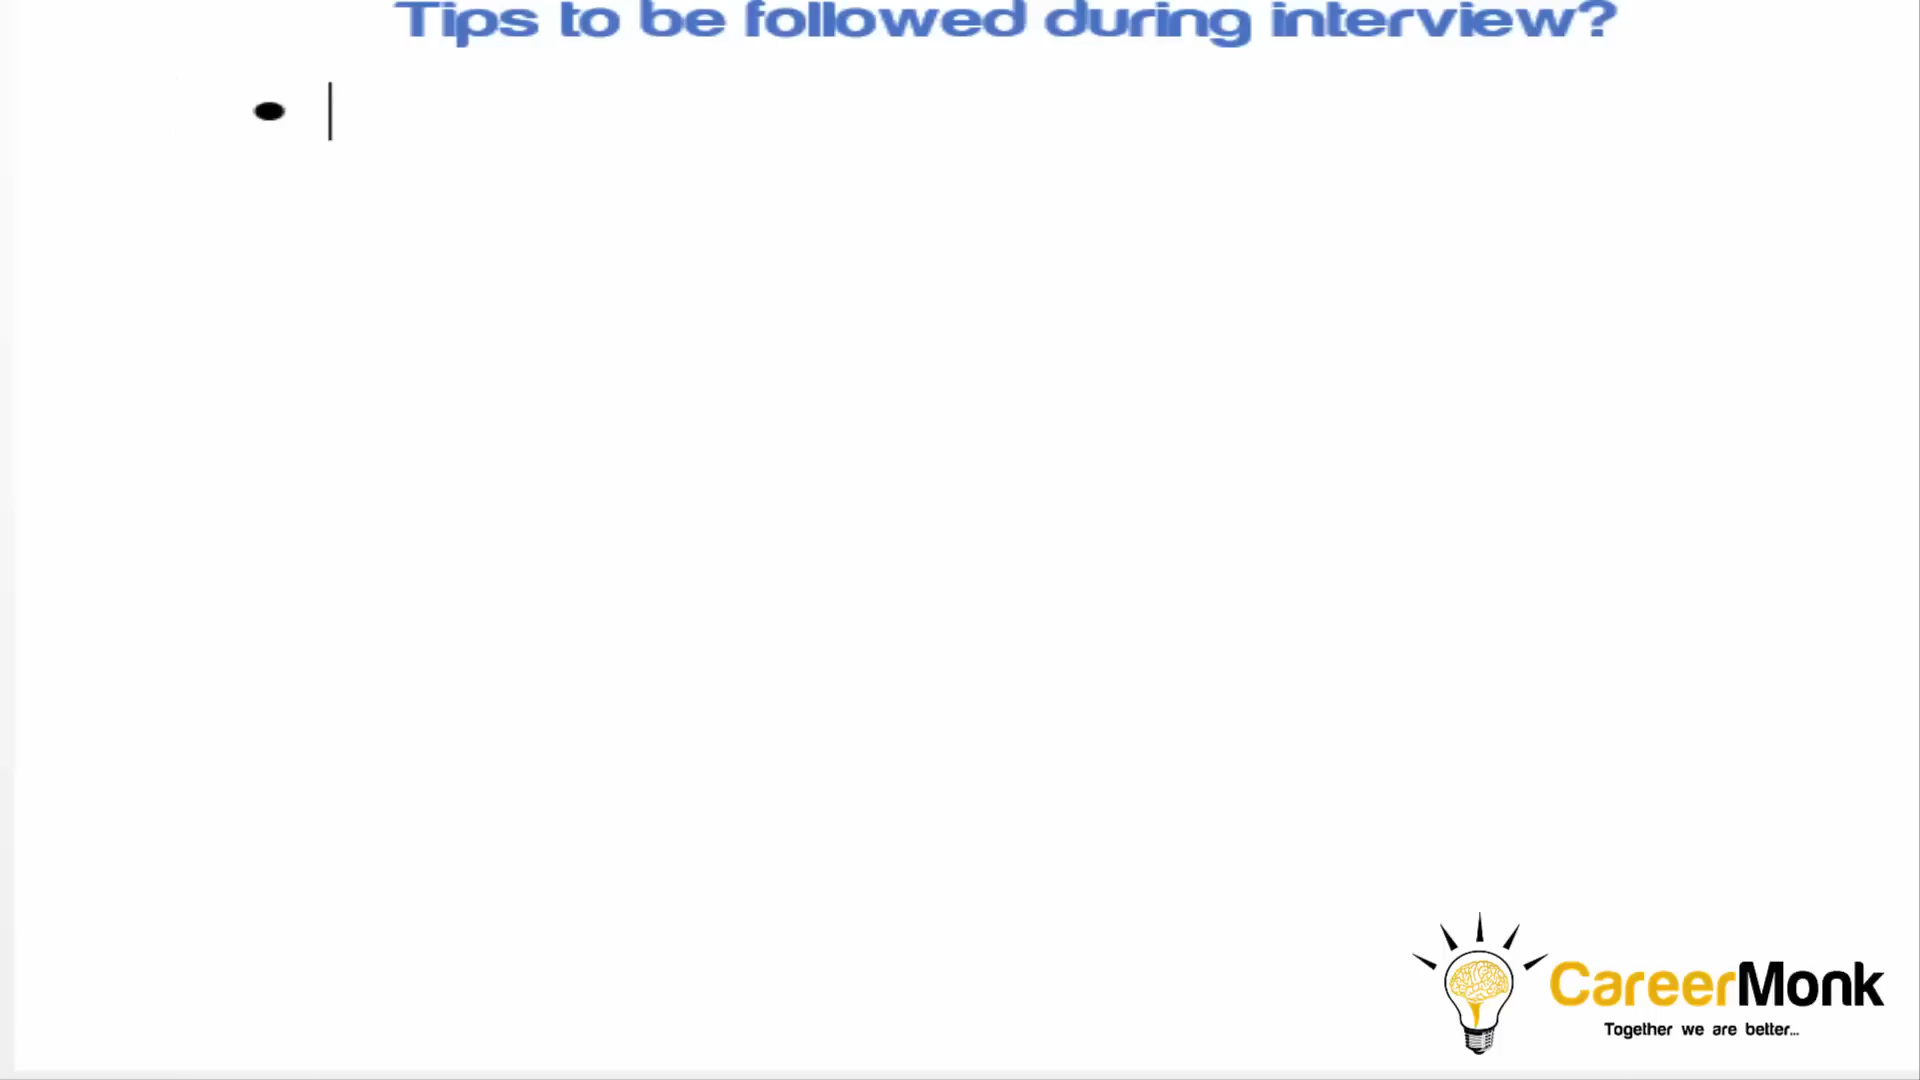 Tips to be followed during interview?
CareerMonk
Together we are better...